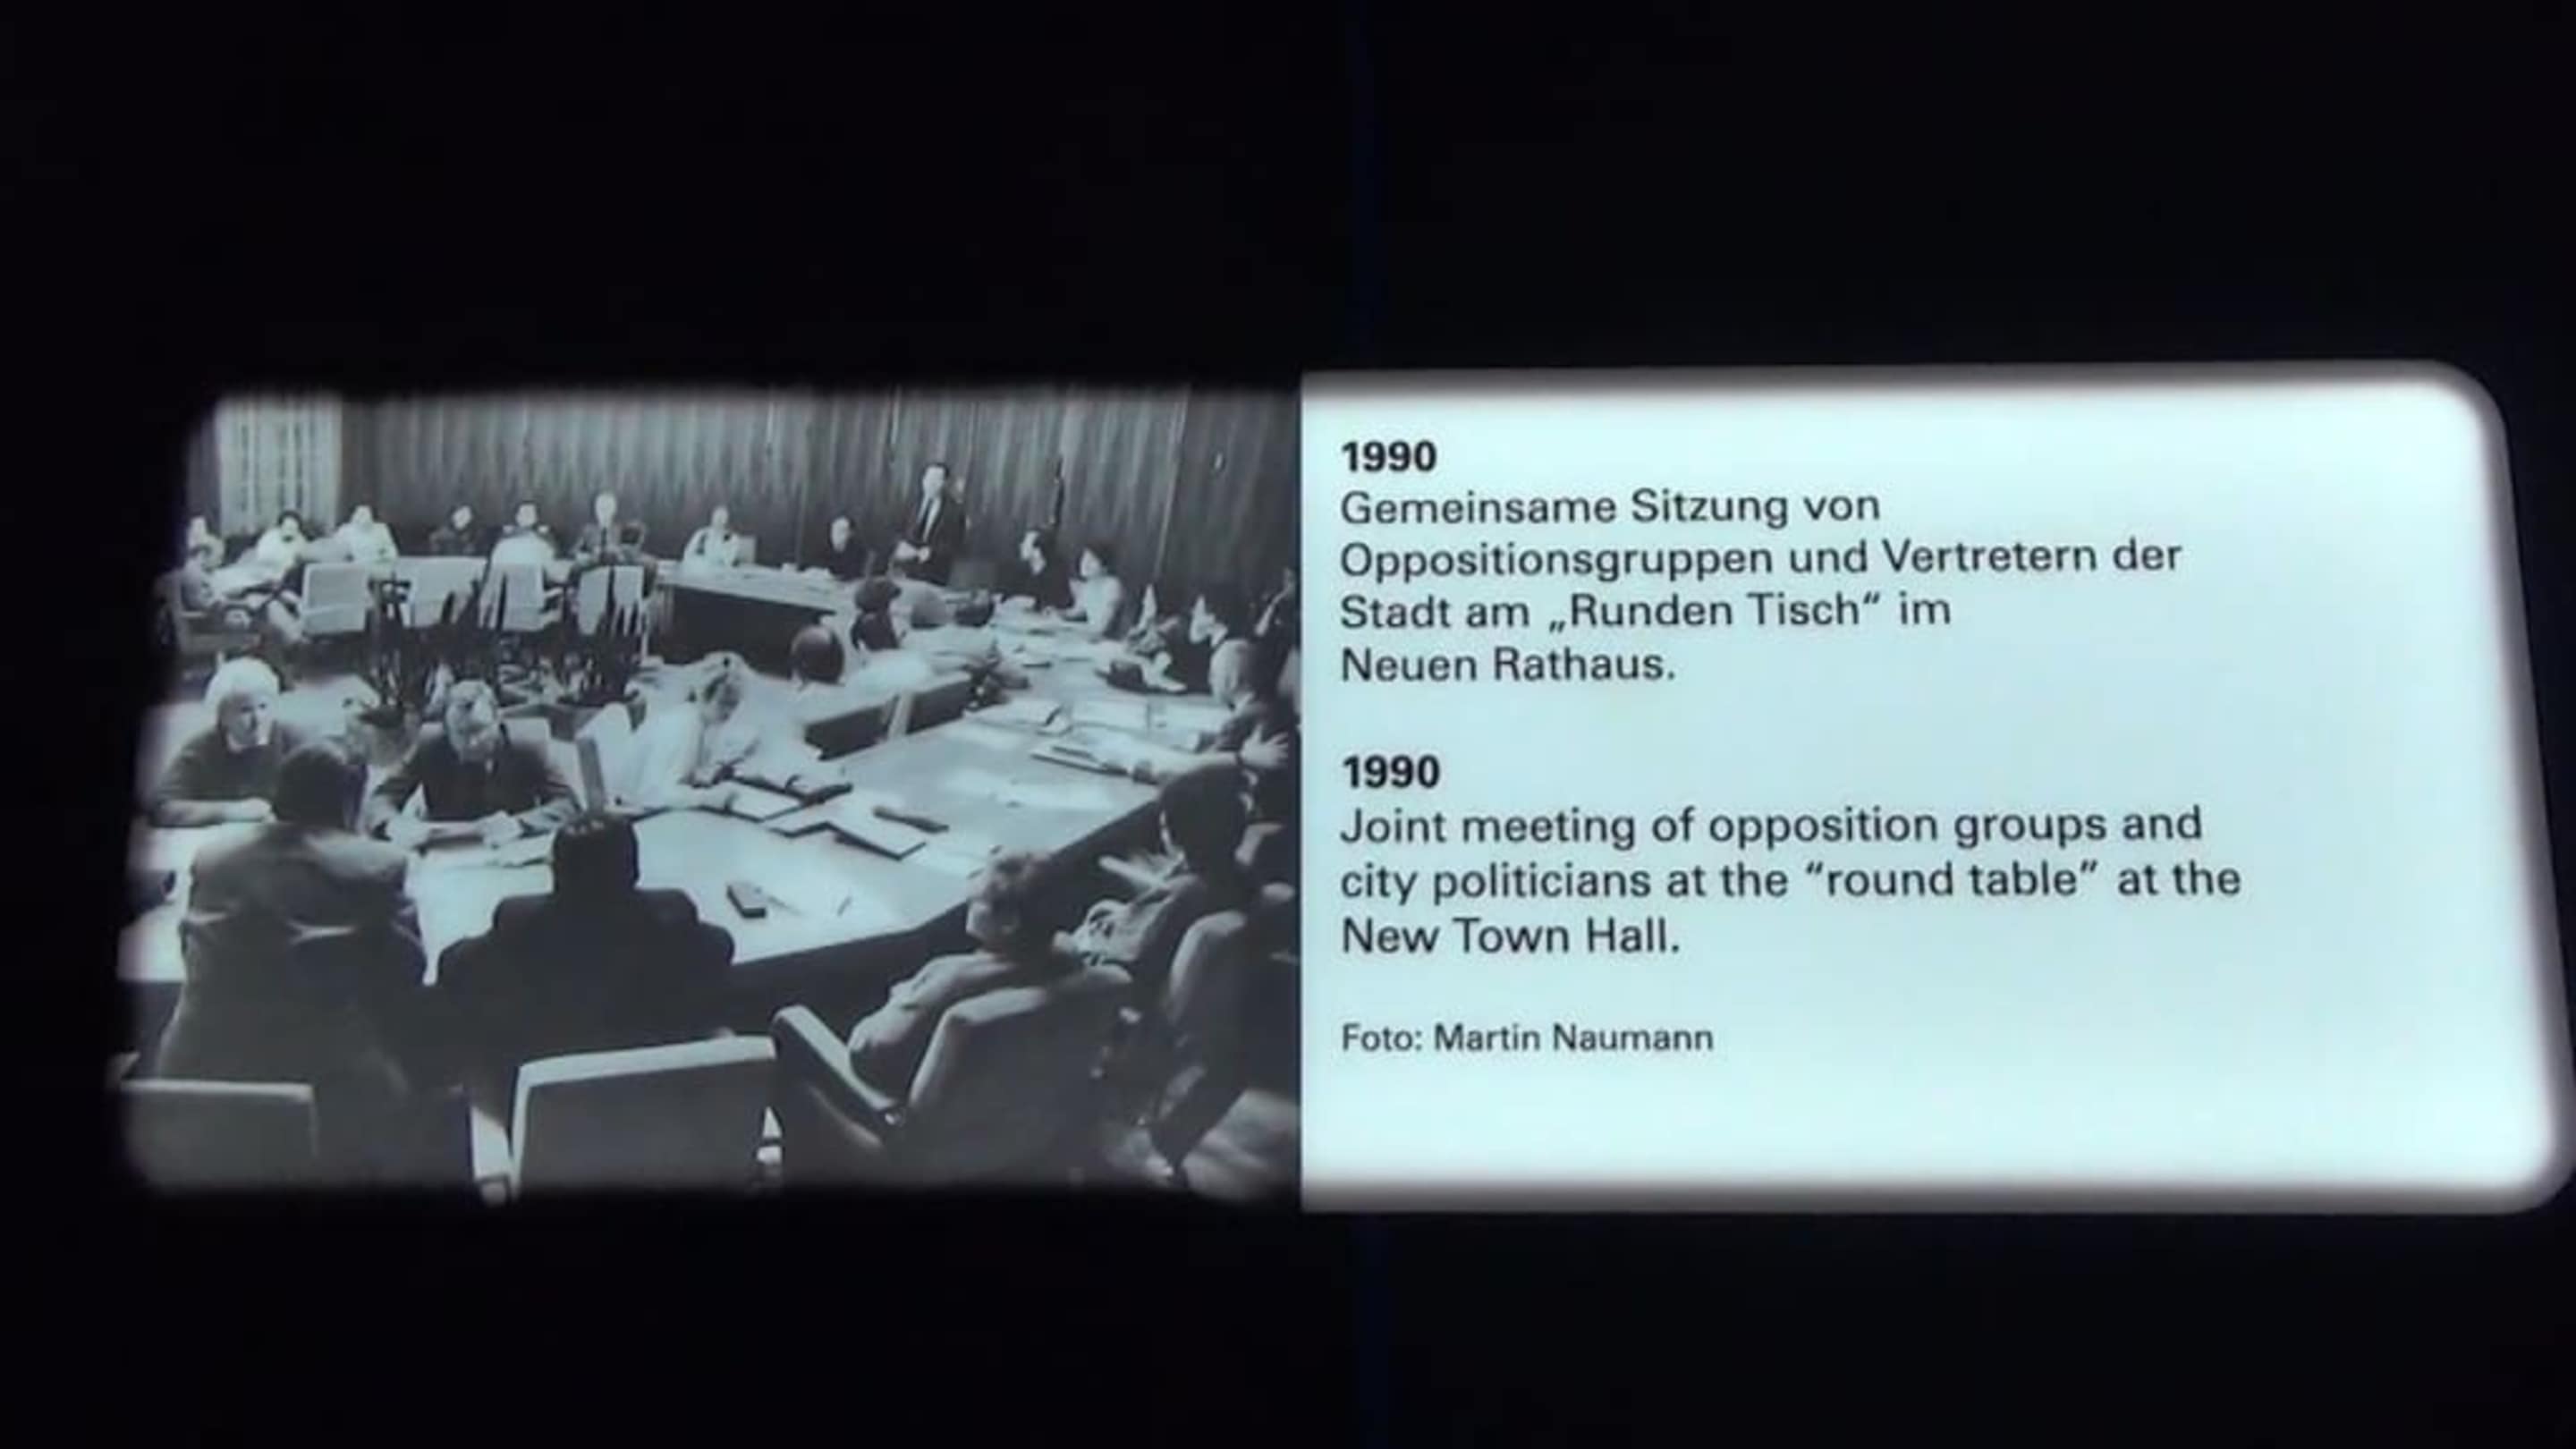 1990
Gemeinsame Sitzung von
Oppositionsgruppen und Vertretern der
Stadt am „Runden Tisch“ im
Neuen Rathaus.
1990
Joint meeting of opposition groups and
city politicians at the “round table” at the
New Town Hall.
Foto: Martin Naumann